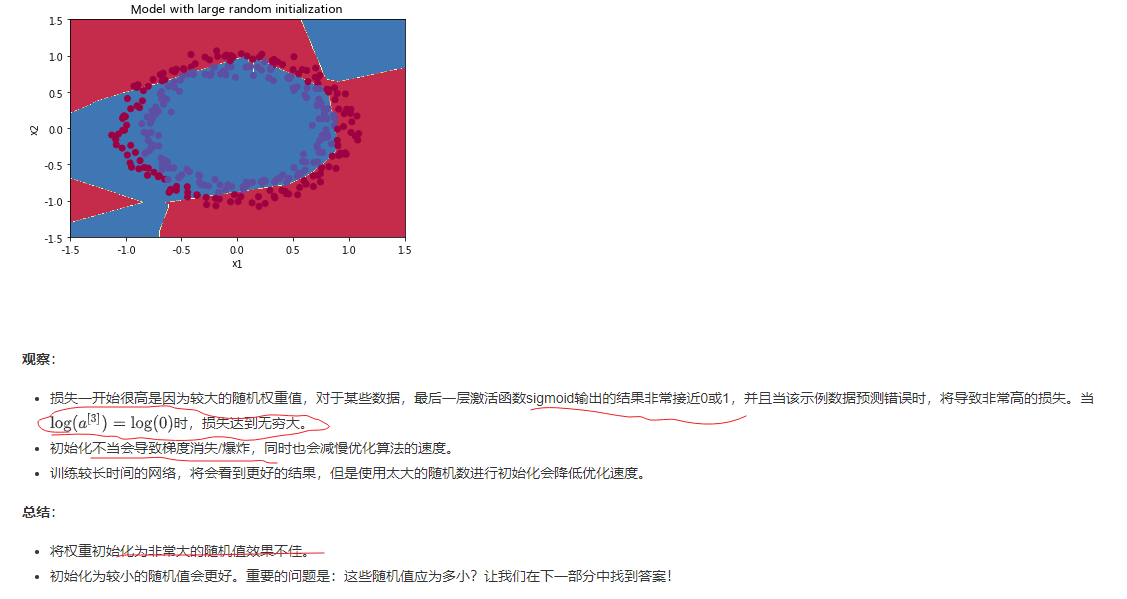 Model with large random initialization
1.5
1.0
0.5
0.0
-0.5
-1.0
-1.5
x2
-1.5 -1.0 -0.5 0.0 0.5 1.0 1.5
x1
观察：
损失一开始很高是因为较大的随机权重值，对于某些数据，最后一层激活函数sigmoid输出的结果非常接近0或1，并且当该示例数据预测错误时，将导致非常高的损失。当
log(a^[3]) = log(0)时，损失达到无穷大。
初始化不当会导致梯度消失/爆炸，同时也会减慢优化算法的速度。
训练较长时间的网络，将会看到更好的结果，但是使用太大的随机数进行初始化会降低优化速度。
总结：
将权重初始化为非常大的随机值效果不佳。
初始化为较小的随机值会更好。重要的问题是：这些随机值应为多小？让我们在下一部分中找到答案！